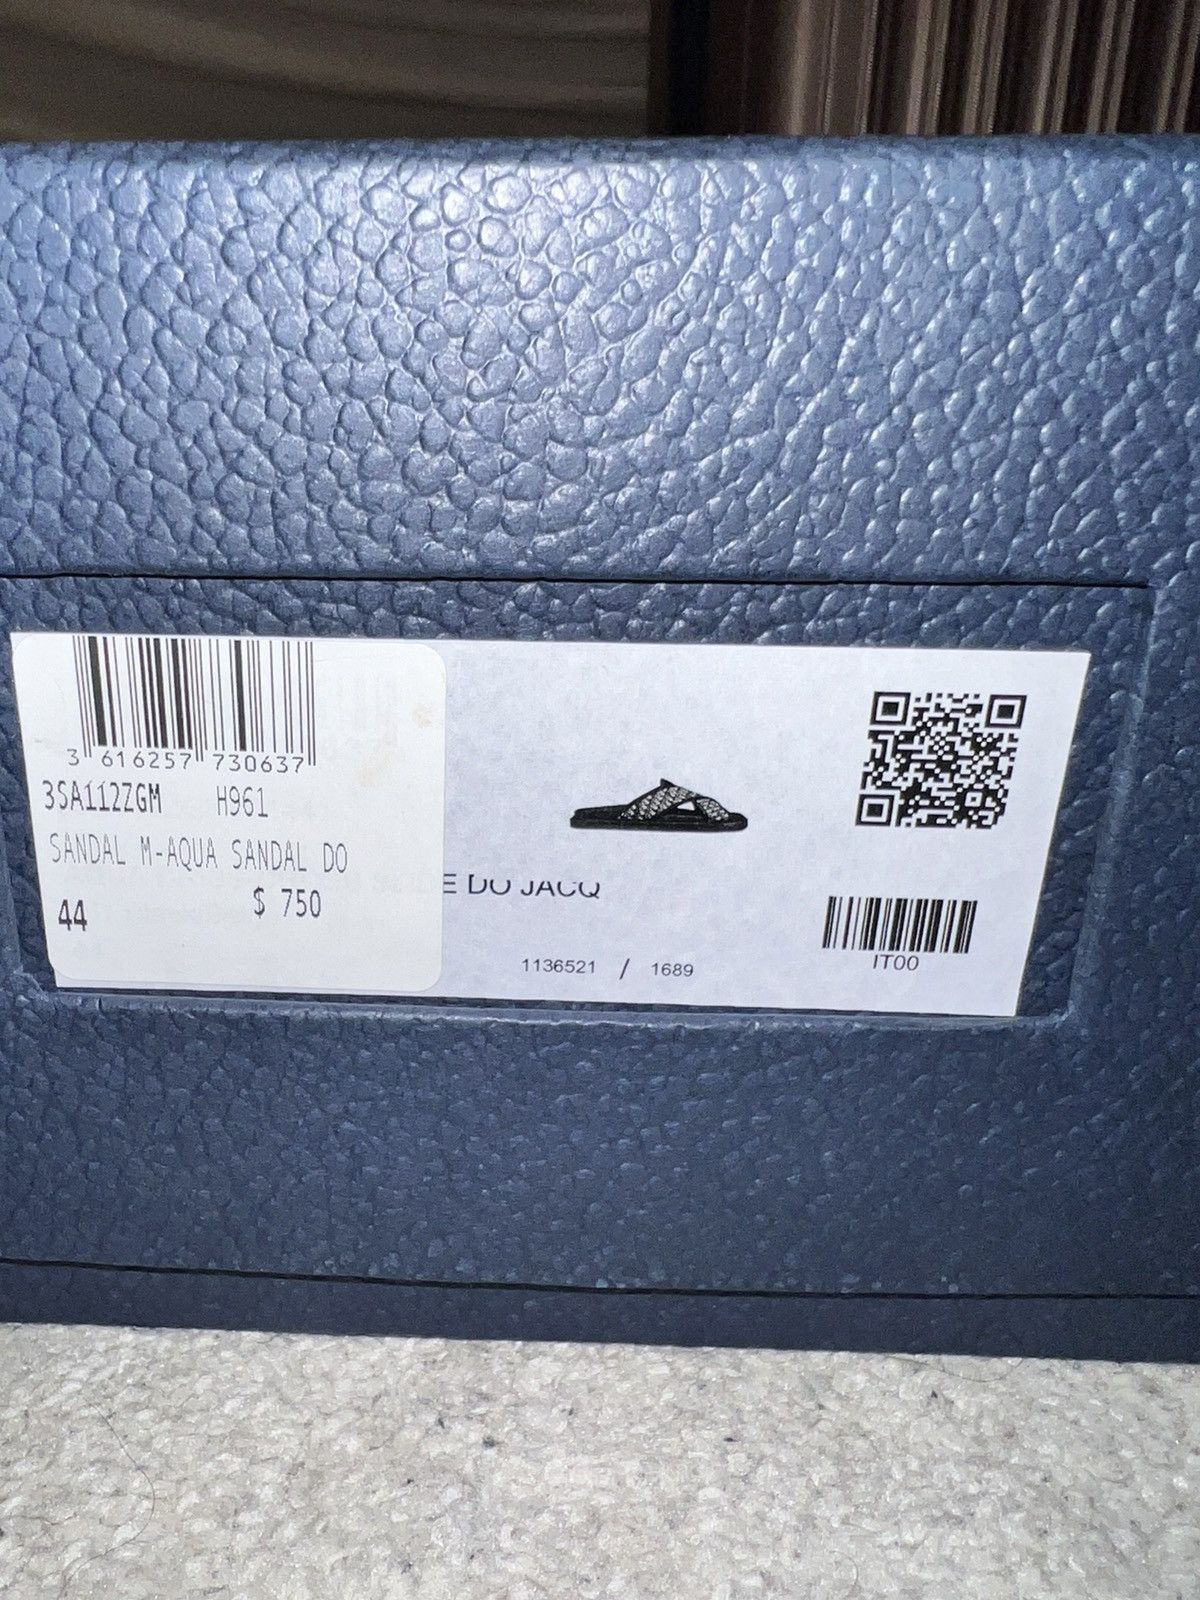 3 616257 730637
3SA112ZGM H961
SANDAL M-AQUA SANDAL DO
$ 750
44
E DO JACQ
1136521 / 1689
IT00